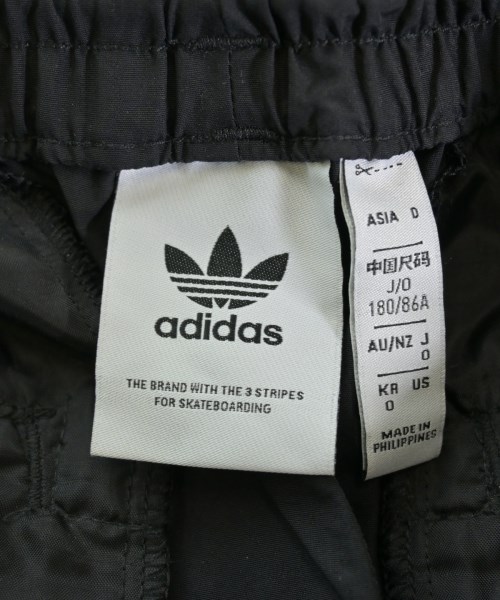 adidas
THE BRAND WITH THE 3 STRIPES
FOR SKATEBOARDING
ASIA D
中国尺码
J/O
180/86A
AU/NZ J
O
KR US
O
MADE IN
PHILIPPINES